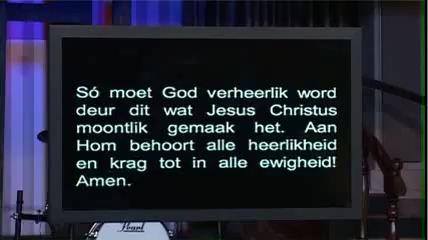 Só moet God verheerlik word
deur dit wat Jesus Christus
moontlik gemaak het. Aan
Hom behoort alle heerlikheid
en krag tot in alle ewigheid!
Amen.
Pearl